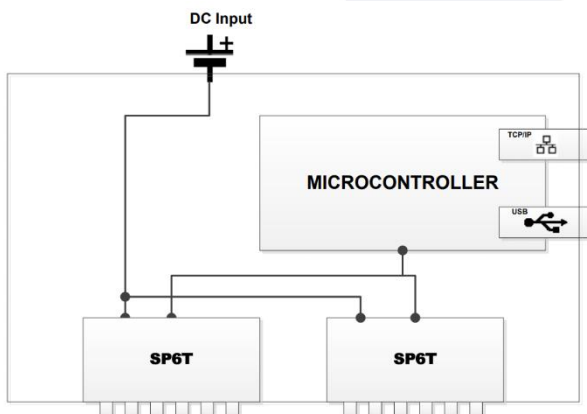 DC Input
+
TCP/IP
MICROCONTROLLER
USB
SP6T
SP6T